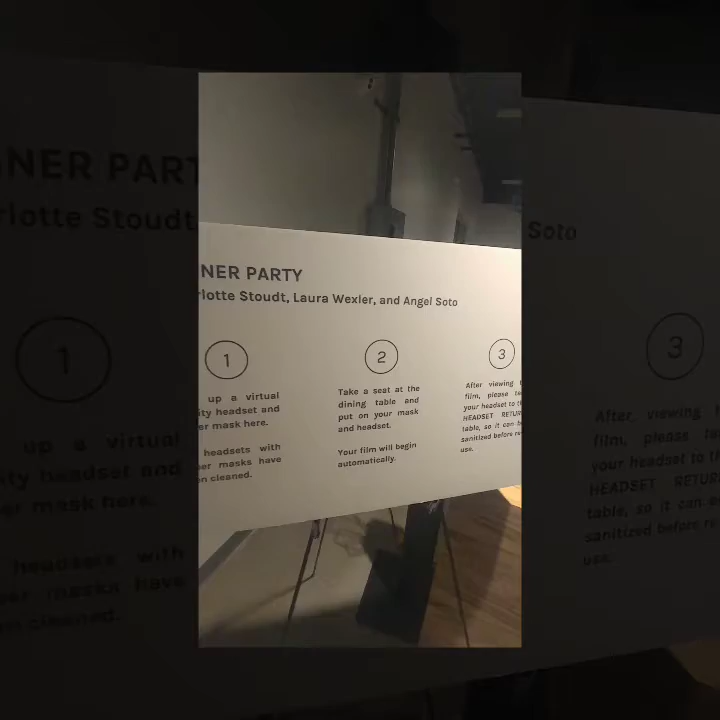 NER PARTY
rlotte Stoudt, Laura Wexler, and Angel Soto
1
up a virtual
ity headset and
er mask here.
headsets with
er masks have
n cleaned.
2
Take a seat at the
dining table and
put on your mask
and headset.
Your film will begin
automatically.
3
After viewing
film, please
your headset to th
HEADSET RETUR
table, so it can b
sanitized before re
use.